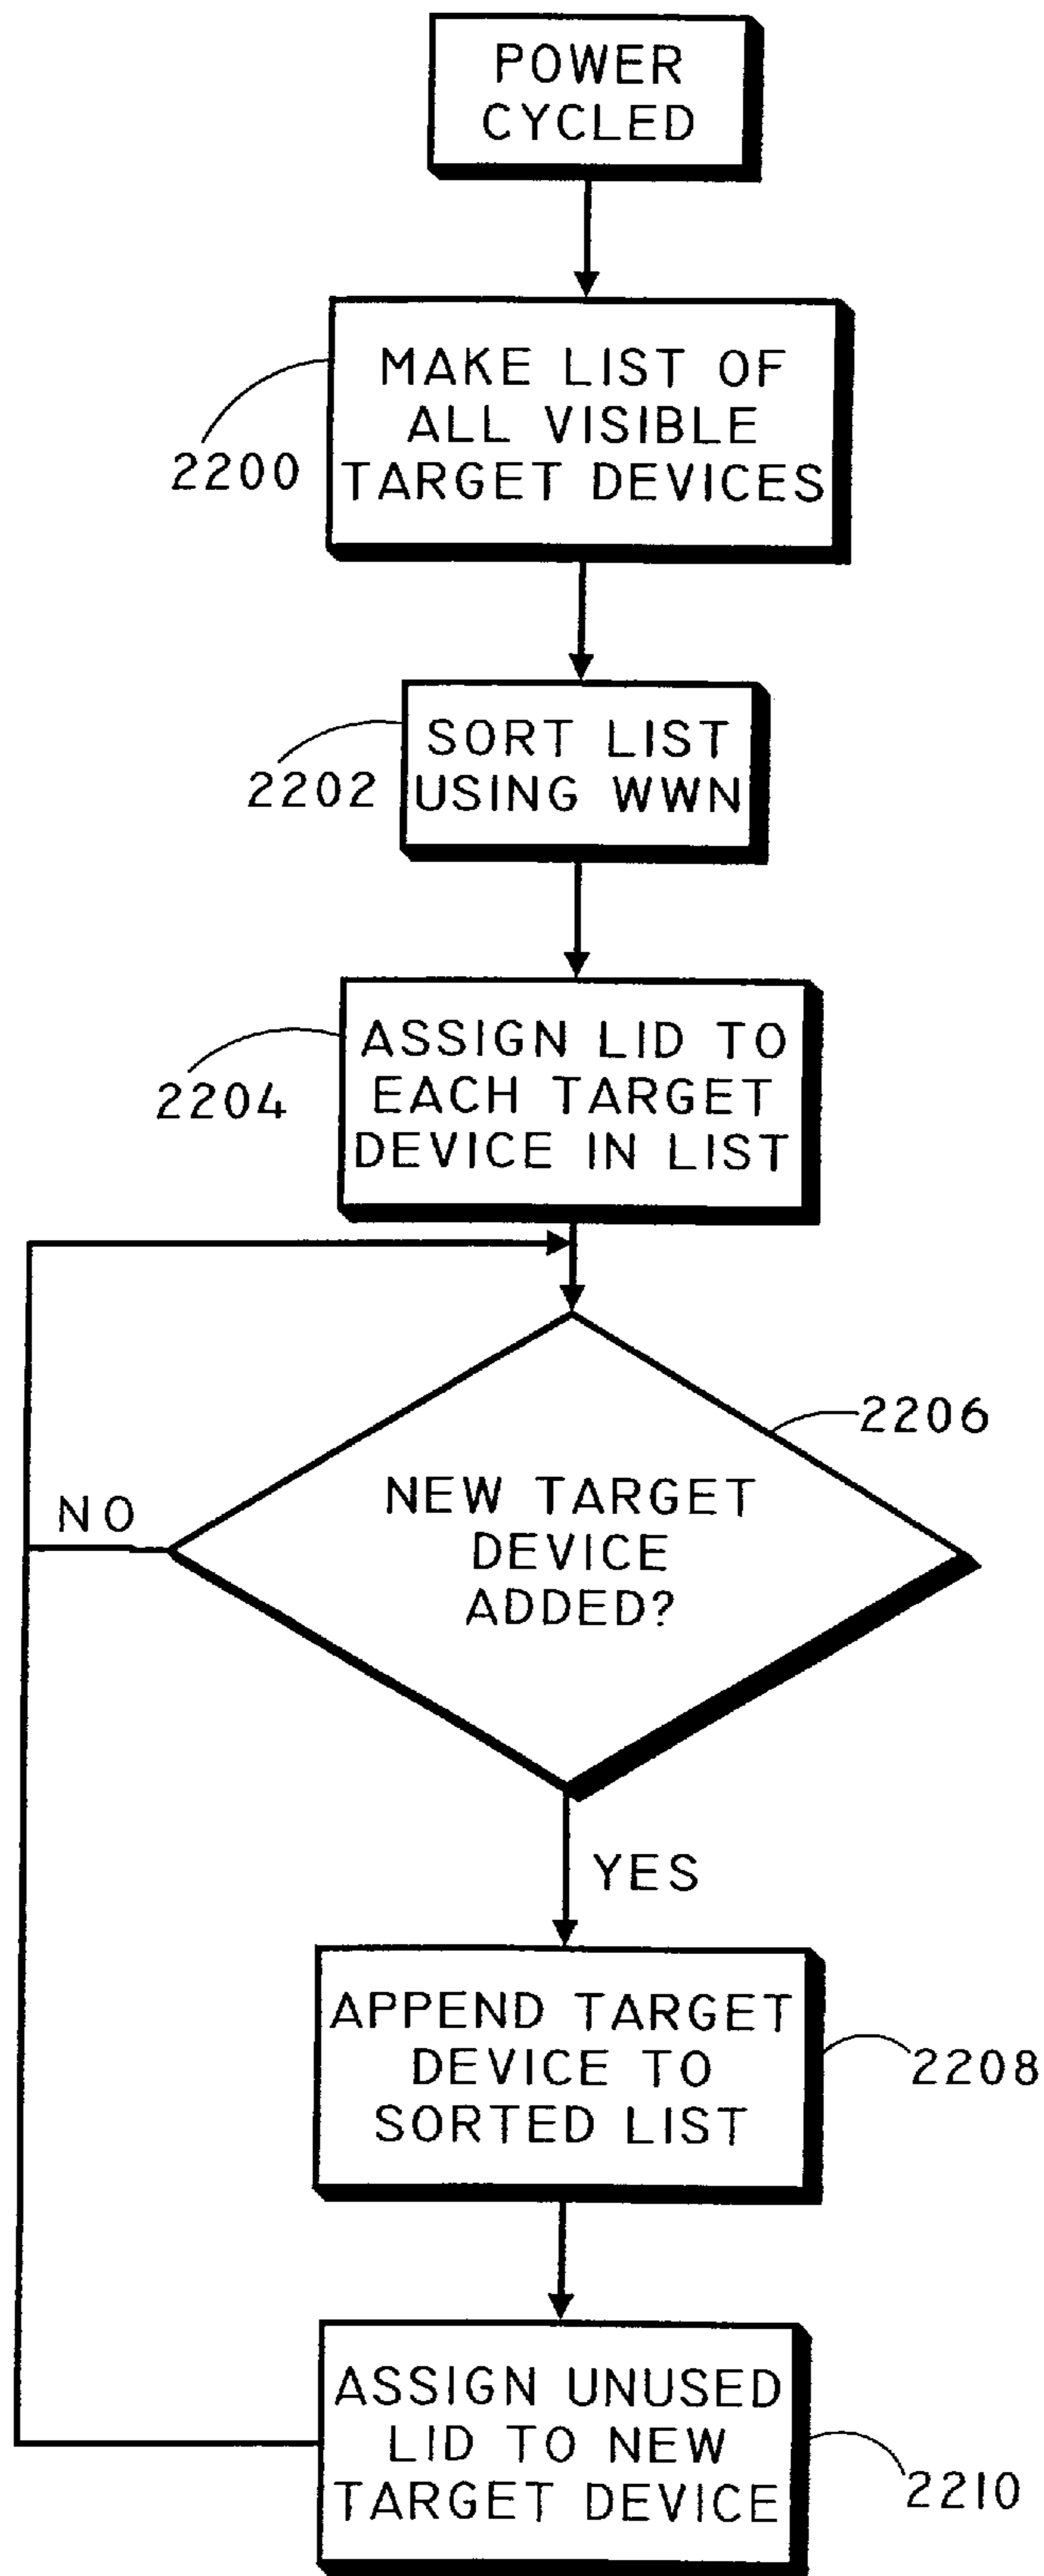 POWER
CYCLED
MAKE LIST OF
ALL VISIBLE
TARGET DEVICES
2200
SORT LIST
USING WWN
2202
ASSIGN LID TO
EACH TARGET
DEVICE IN LIST
2204
2206
NEW TARGET
DEVICE
ADDED?
NO
YES
APPEND TARGET
DEVICE TO
SORTED LIST
2208
ASSIGN UNUSED
LID TO NEW
TARGET DEVICE
2210